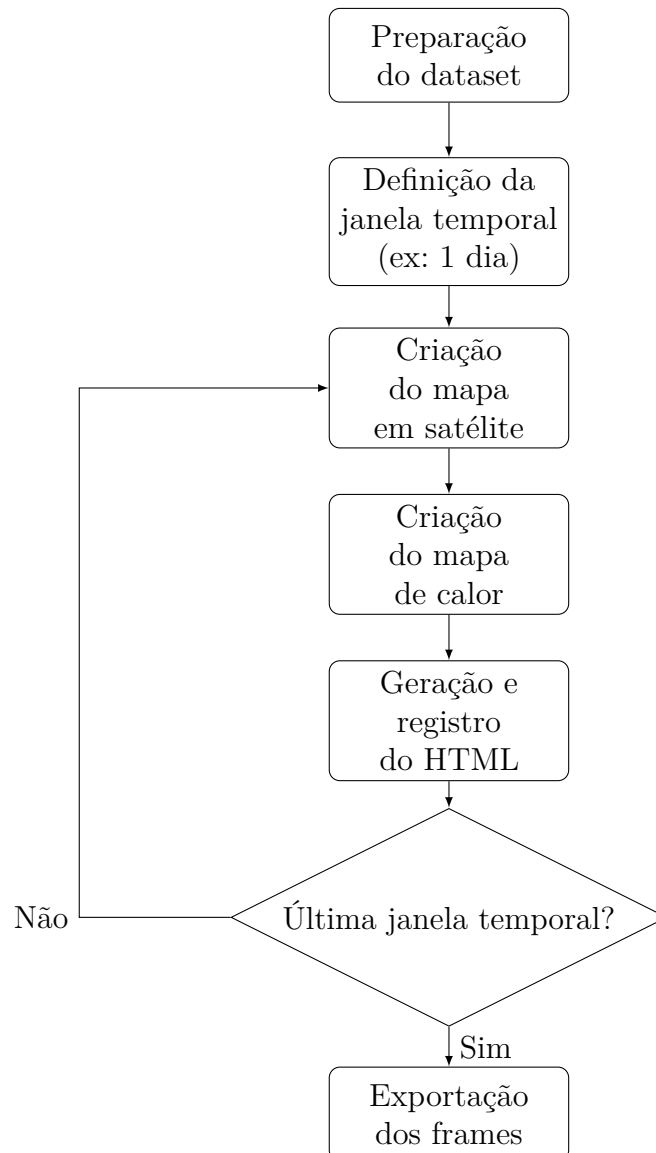 Preparação
do dataset
Definição da
janela temporal
(ex: 1 dia)
Criação
do mapa
em satélite
Criação
do mapa
de calor
Geração e
registro
do HTML
Não
Última janela temporal?
Sim
Exportação
dos frames